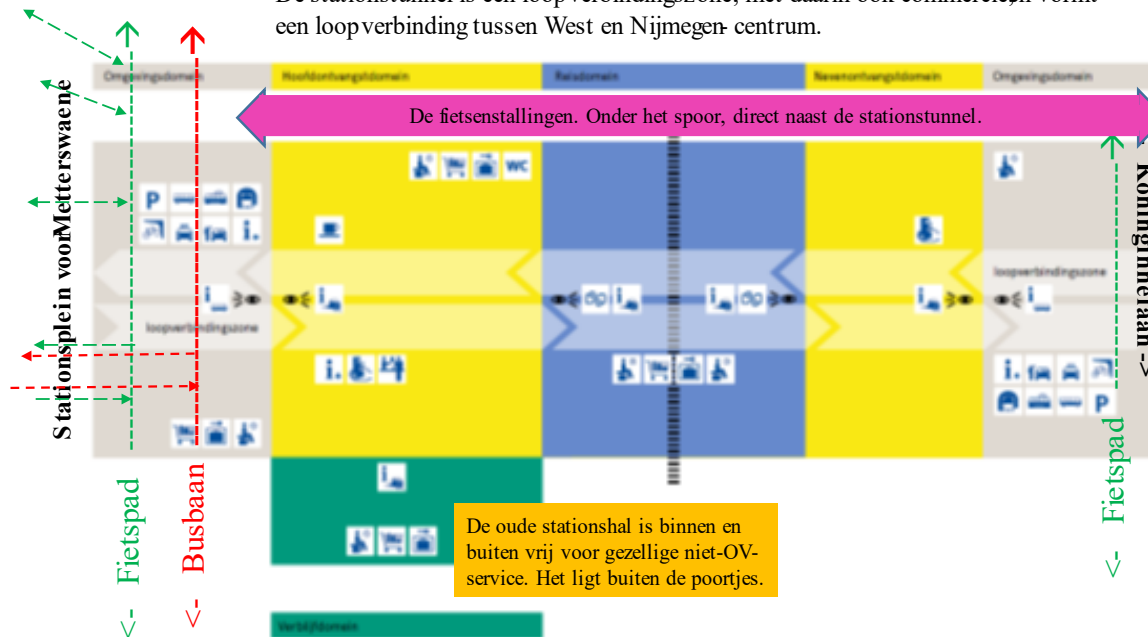 een loopverbinding tussen West en Nijmegen- centrum.
Omgevingsdomein
Hoofdontvangstdomein
Reisdomein
Nevenontvangstdomein
Omgevingsdomein
De fietsenstallingen. Onder het spoor, direct naast de stationstunnel.
WC
P
i.
loopverbindingszone
loopverbindingszone
i.
i.
P
Stationsplein voor Metterswaene
<- Fietspad
<- Busbaan
<- Fietspad
De oude stationshal is binnen en
buiten vrij voor gezellige niet-OV-
service. Het ligt buiten de poortjes.
Verblijfdomein